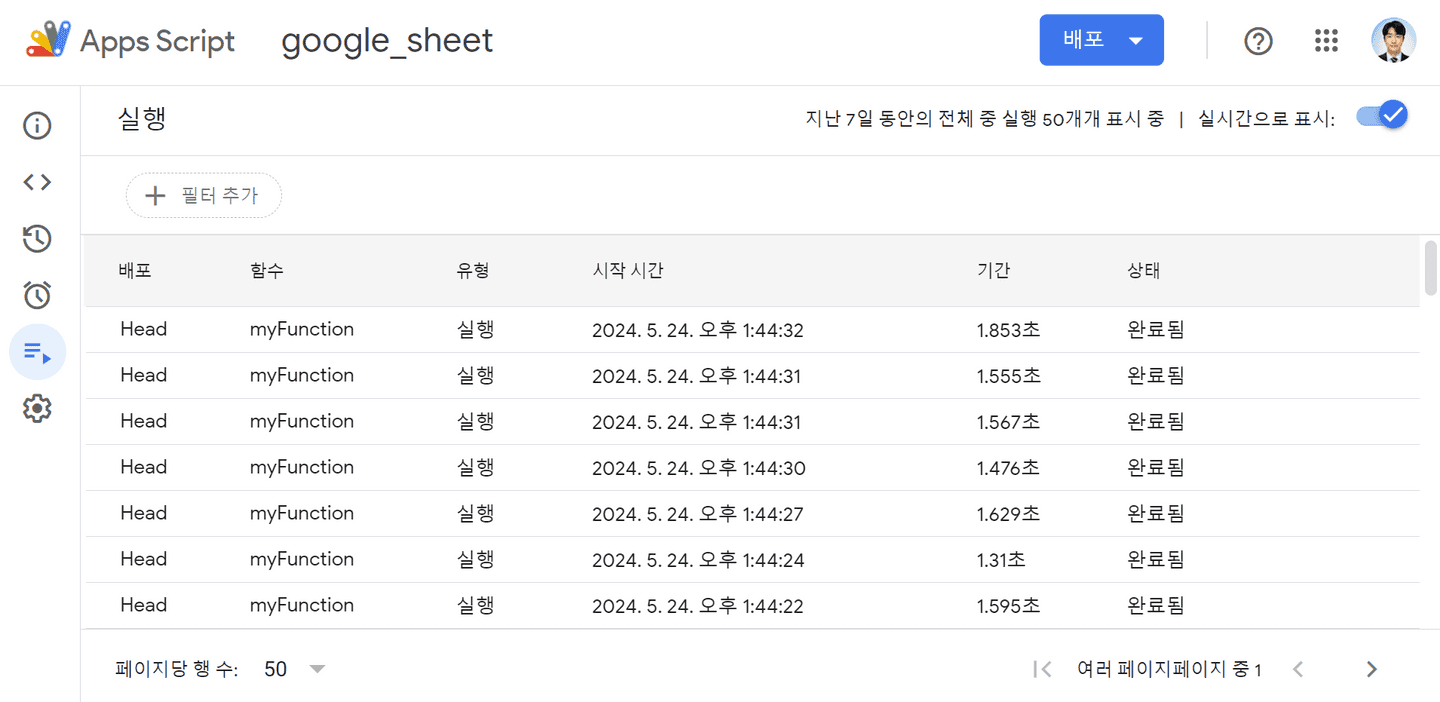 Apps Script google_sheet 배포
실행 지난 7일 동안의 전체 중 실행 50개개 표시 중 | 실시간으로 표시:
필터 추가
배포 함수 유형 시작 시간 기간 상태
Head myFunction 실행 2024. 5. 24. 오후 1:44:32 1.853초 완료됨
Head myFunction 실행 2024. 5. 24. 오후 1:44:31 1.555초 완료됨
Head myFunction 실행 2024. 5. 24. 오후 1:44:31 1.567초 완료됨
Head myFunction 실행 2024. 5. 24. 오후 1:44:30 1.476초 완료됨
Head myFunction 실행 2024. 5. 24. 오후 1:44:27 1.629초 완료됨
Head myFunction 실행 2024. 5. 24. 오후 1:44:24 1.31초 완료됨
Head myFunction 실행 2024. 5. 24. 오후 1:44:22 1.595초 완료됨
페이지당 행 수: 50 여러 페이지페이지 중 1